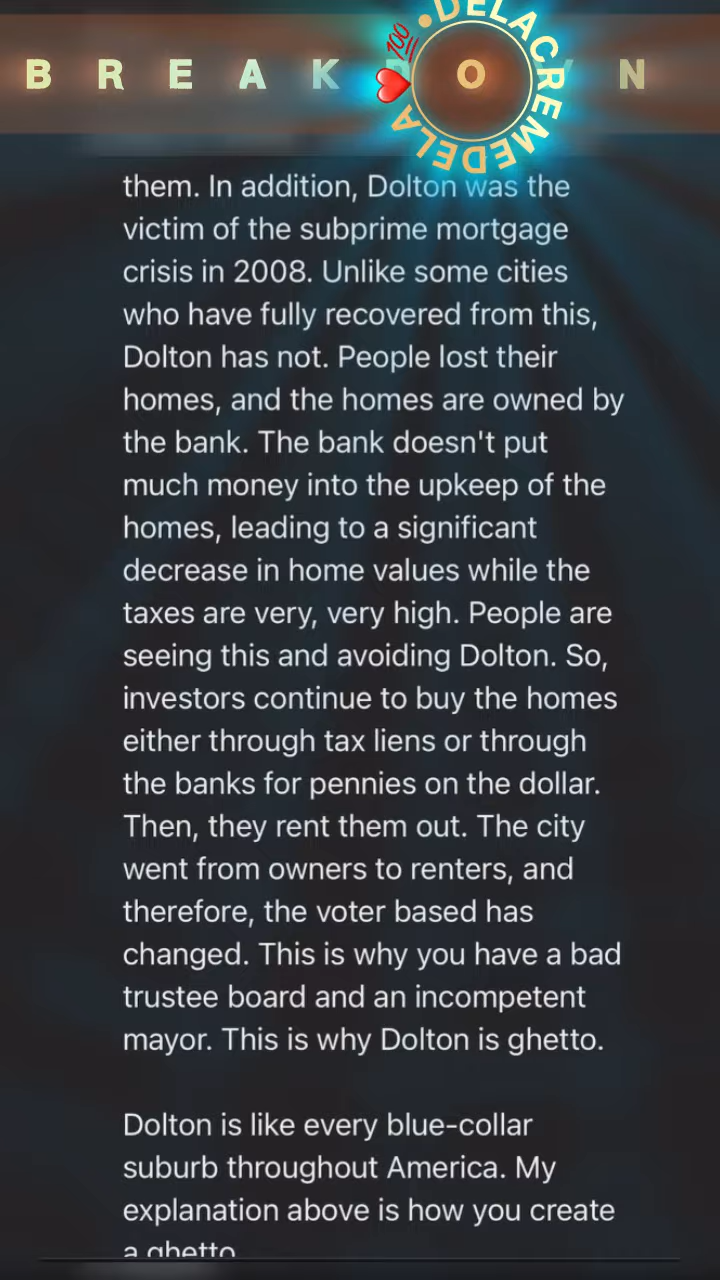 B R E A K D O W N
100
•DELACREMEDELA
them. In addition, Dolton was the
victim of the subprime mortgage
crisis in 2008. Unlike some cities
who have fully recovered from this,
Dolton has not. People lost their
homes, and the homes are owned by
the bank. The bank doesn't put
much money into the upkeep of the
homes, leading to a significant
decrease in home values while the
taxes are very, very high. People are
seeing this and avoiding Dolton. So,
investors continue to buy the homes
either through tax liens or through
the banks for pennies on the dollar.
Then, they rent them out. The city
went from owners to renters, and
therefore, the voter based has
changed. This is why you have a bad
trustee board and an incompetent
mayor. This is why Dolton is ghetto.
Dolton is like every blue-collar
suburb throughout America. My
explanation above is how you create
a ghetto